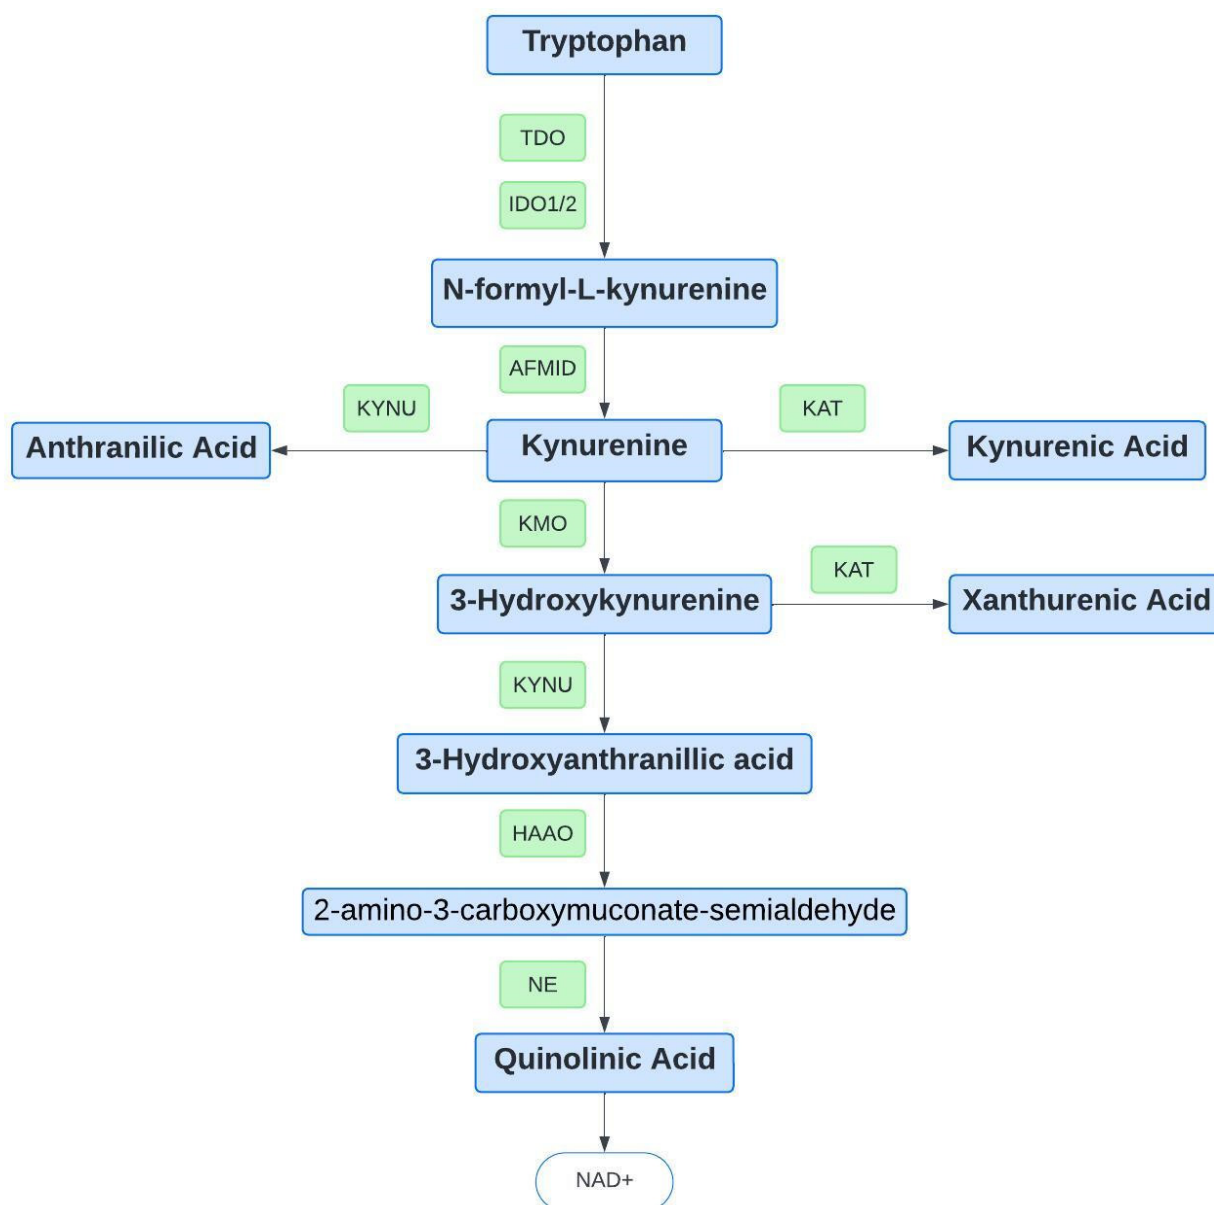 Tryptophan
TDO
IDO1/2
N-formyl-L-kynurenine
AFMID
KYNU
KAT
Anthranilic Acid
Kynurenine
Kynurenic Acid
KMO
KAT
3-Hydroxykynurenine
Xanthurenic Acid
KYNU
3-Hydroxyanthranillic acid
HAAO
2-amino-3-carboxymuconate-semialdehyde
NE
Quinolinic Acid
NAD+